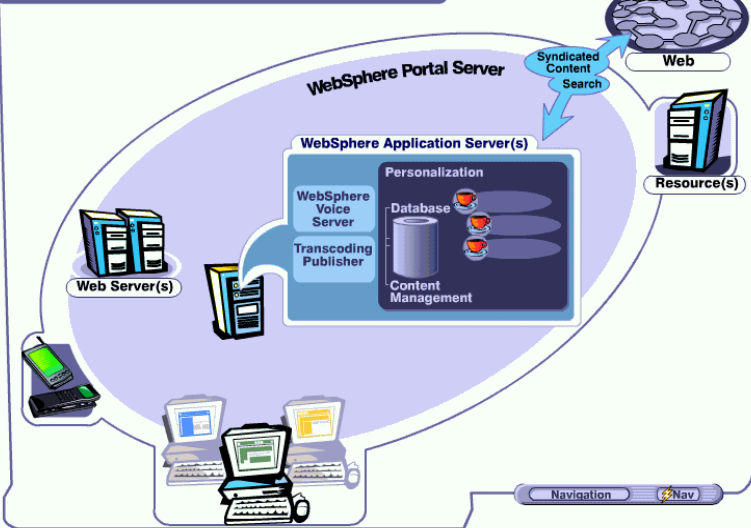 WebSphere Portal Server
Syndicated
Content
Search
Web
WebSphere Application Server(s)
Resource(s)
Personalization
WebSphere
Voice
Server
Database
Transcoding
Publisher
Content
Management
Web Server(s)
Navigation
Nav